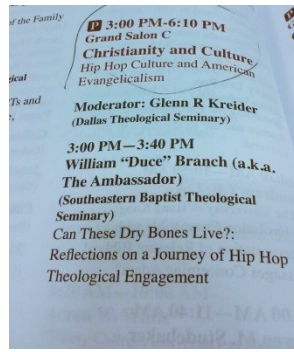 of the Family
P 3:00 PM-6:10 PM
Grand Salon C
Christianity and Culture
Hip Hop Culture and American
Evangelicalism
Ts and
Moderator: Glenn R Kreider
(Dallas Theological Seminary)
3:00 PM—3:40 PM
William “Duce” Branch (a.k.a.
The Ambassador)
(Southeastern Baptist Theological
Seminary)
Can These Dry Bones Live?:
Reflections on a Journey of Hip Hop
Theological Engagement